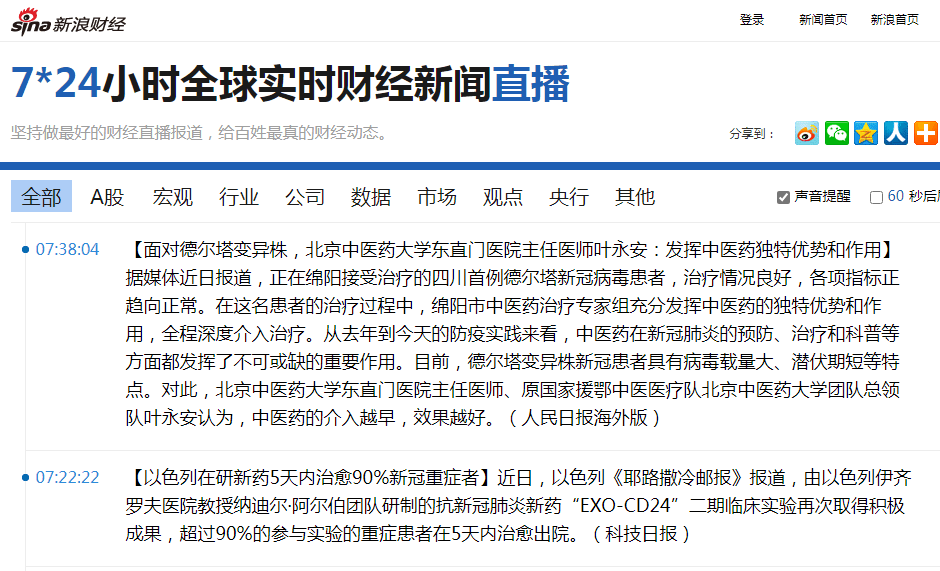 sina新浪财经
登录 新闻首页 新浪首页
7*24小时全球实时财经新闻直播
坚持做最好的财经直播报道，给百姓最真的财经动态。
分享到：
全部 A股 宏观 行业 公司 数据 市场 观点 央行 其他 声音提醒 60 秒后
07:38:04 【面对德尔塔变异株，北京中医药大学东直门医院主任医师叶永安：发挥中医药独特优势和作用】
据媒体近日报道，正在绵阳接受治疗的四川首例德尔塔新冠病毒患者，治疗情况良好，各项指标正
趋向正常。在这名患者的治疗过程中，绵阳市中医药治疗专家组充分发挥中医药的独特优势和作
用，全程深度介入治疗。从去年到今天的防疫实践来看，中医药在新冠肺炎的预防、治疗和科普等
方面都发挥了不可或缺的重要作用。目前，德尔塔变异株新冠患者具有病毒载量大、潜伏期短等特
点。对此，北京中医药大学东直门医院主任医师、原国家援鄂中医医疗队北京中医药大学团队总领
队叶永安认为，中医药的介入越早，效果越好。（人民日报海外版）
07:22:22 【以色列在研新药5天内治愈90%新冠重症者】近日，以色列《耶路撒冷邮报》报道，由以色列伊齐
罗夫医院教授纳迪尔·阿尔伯团队研制的抗新冠肺炎新药“EXO-CD24”二期临床实验再次取得积极
成果，超过90%的参与实验的重症患者在5天内治愈出院。（科技日报）